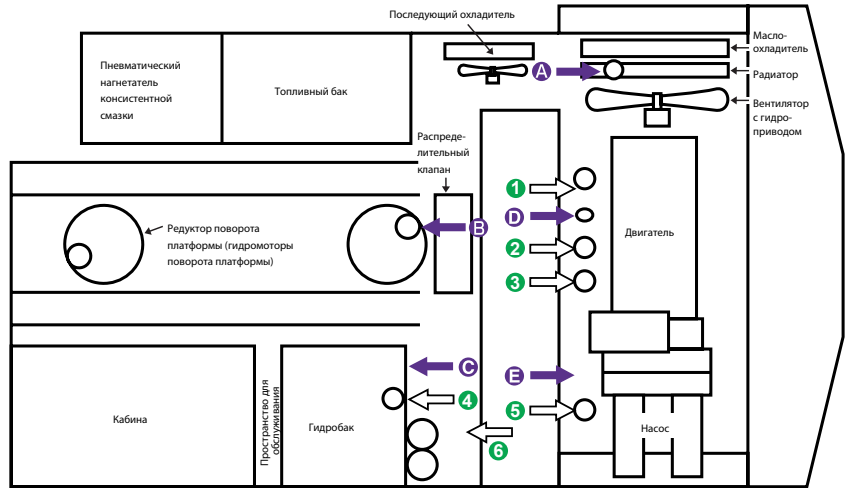 Последующий охладитель
Масло-
охладитель
Радиатор
Вентилятор
с гидро-
приводом
Пневматический
нагнетатель
консистентной
смазки
Топливный бак
A
Распреде-
лительный
клапан
1
D
B
2
3
Редуктор поворота
платформы (гидромоторы
поворота платформы)
Двигатель
C
E
4
5
6
Кабина
Пространство для
обслуживания
Гидробак
Насос